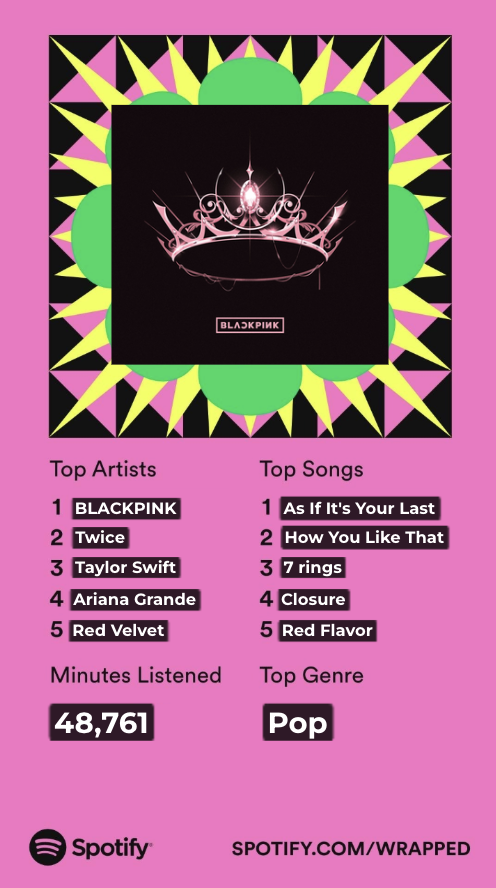 BLACKPINK
Top Artists
1 BLACKPINK
2 Twice
3 Taylor Swift
4 Ariana Grande
5 Red Velvet
Top Songs
1 As If It's Your Last
2 How You Like That
3 7 rings
4 Closure
5 Red Flavor
Minutes Listened
48,761
Top Genre
Pop
Spotify
SPOTIFY.COM/WRAPPED